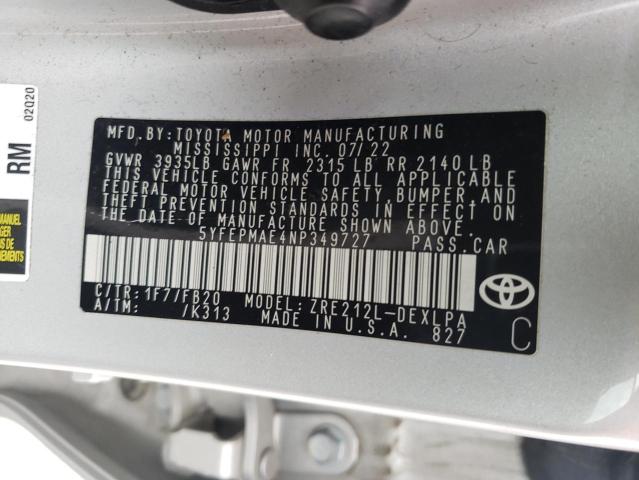 MFD. BY: TOYOTA MOTOR MANUFACTURING
MISSISSIPPI INC. 07/22
GVWR 3935LB GAWR FR 2315 LB RR 2140 LB
THIS VEHICLE CONFORMS TO ALL APPLICABLE
FEDERAL MOTOR VEHICLE SAFETY, BUMPER, AND
THEFT PREVENTION STANDARDS IN EFFECT ON
THE DATE OF MANUFACTURE SHOWN ABOVE.
5YFEPMAE4NP349727 PASS.CAR
C/TR: 1F7/FB20 MODEL: ZRE212L-DEXLPA
A/TM: /K313 MADE IN U.S.A. 827
TOYOTA
C
RM
02Q20
MANUEL
DE